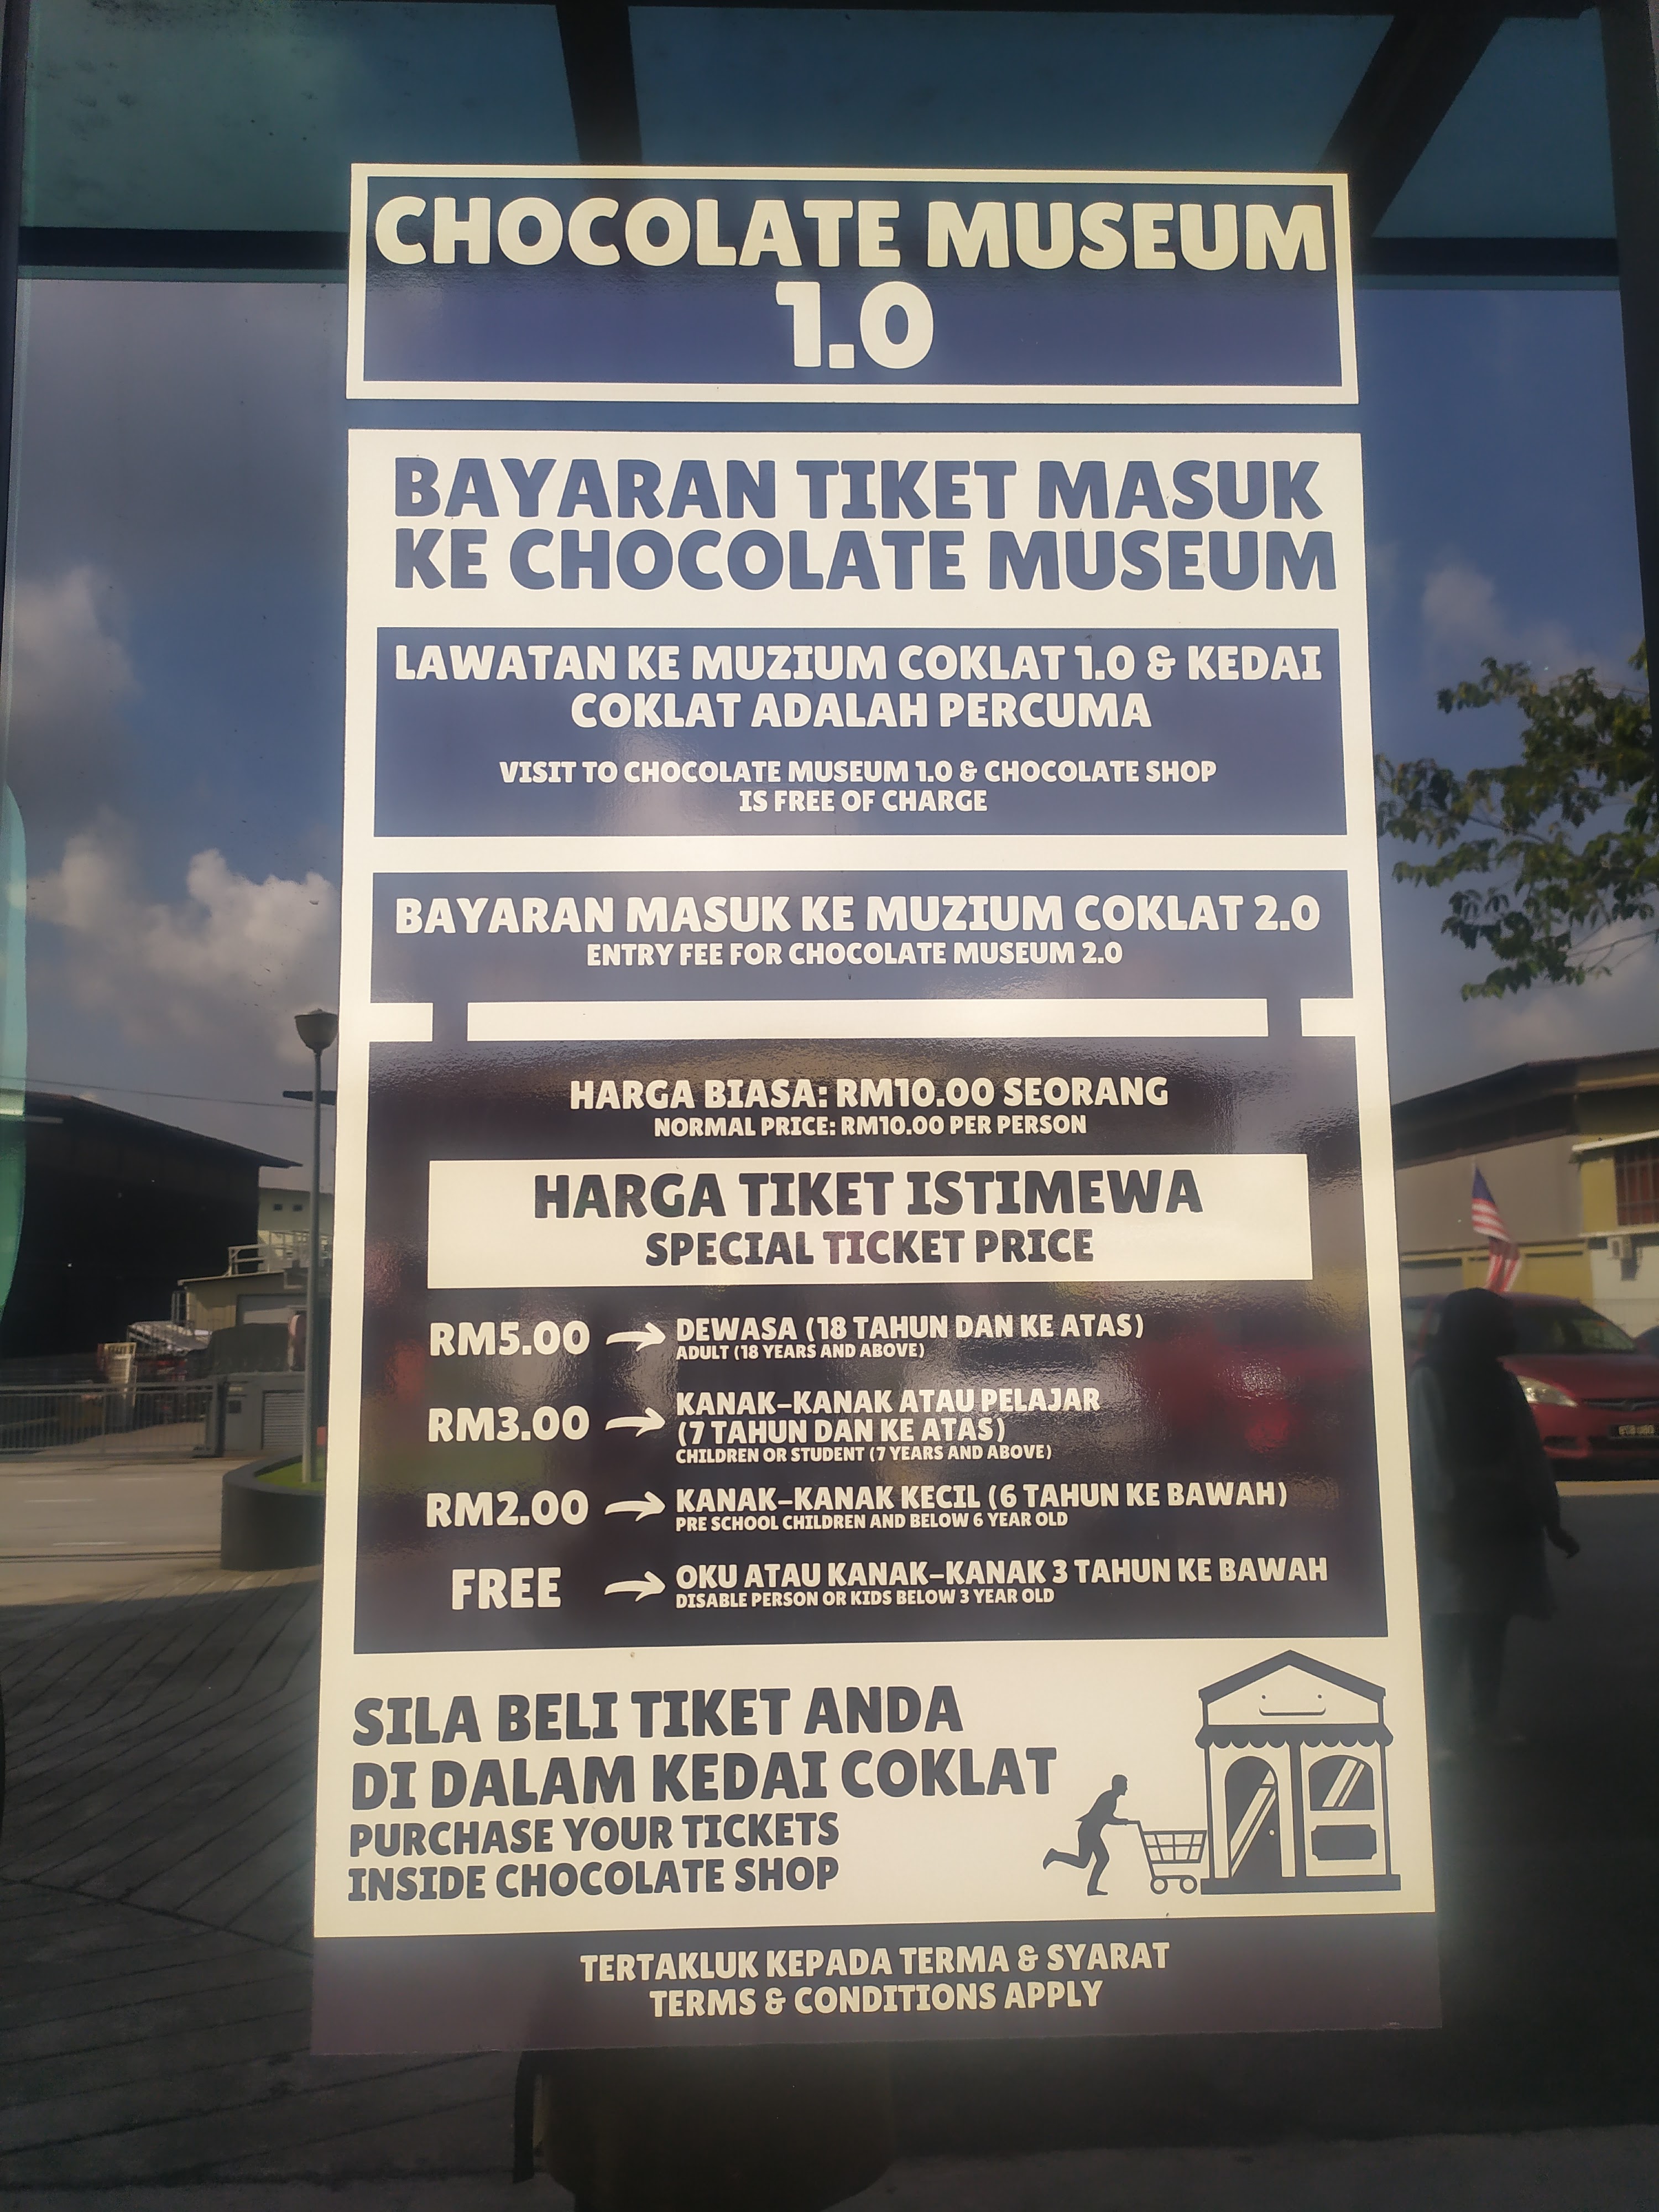 CHOCOLATE MUSEUM
1.0
BAYARAN TIKET MASUK
KE CHOCOLATE MUSEUM
LAWATAN KE MUZIUM COKLAT 1.0 & KEDAI
COKLAT ADALAH PERCUMA
VISIT TO CHOCOLATE MUSEUM 1.0 & CHOCOLATE SHOP
IS FREE OF CHARGE
BAYARAN MASUK KE MUZIUM COKLAT 2.0
ENTRY FEE FOR CHOCOLATE MUSEUM 2.0
HARGA BIASA: RM10.00 SEORANG
NORMAL PRICE: RM10.00 PER PERSON
HARGA TIKET ISTIMEWA
SPECIAL TICKET PRICE
RM5.00 → DEWASA (18 TAHUN DAN KE ATAS)
ADULT (18 YEARS AND ABOVE)
RM3.00 → KANAK-KANAK ATAU PELAJAR
(7 TAHUN DAN KE ATAS)
CHILDREN OR STUDENT (7 YEARS AND ABOVE)
RM2.00 → KANAK-KANAK KECIL (6 TAHUN KE BAWAH)
PRE SCHOOL CHILDREN AND BELOW 6 YEAR OLD
FREE → OKU ATAU KANAK-KANAK 3 TAHUN KE BAWAH
DISABLE PERSON OR KIDS BELOW 3 YEAR OLD
SILA BELI TIKET ANDA
DI DALAM KEDAI COKLAT
PURCHASE YOUR TICKETS
INSIDE CHOCOLATE SHOP
TERTAKLUK KEPADA TERMA & SYARAT
TERMS & CONDITIONS APPLY